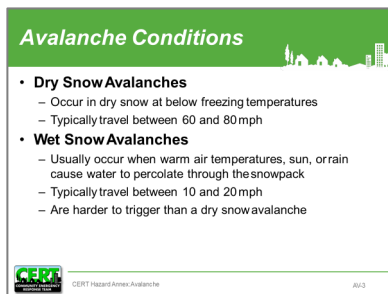 Avalanche Conditions
• Dry Snow Avalanches
– Occur in dry snow at below freezing temperatures
– Typically travel between 60 and 80 mph
• Wet Snow Avalanches
– Usually occur when warm air temperatures, sun, or rain
cause water to percolate through the snowpack
– Typically travel between 10 and 20 mph
– Are harder to trigger than a dry snow avalanche
CERT
COMMUNITY EMERGENCY
RESPONSE TEAM
CERT Hazard Annex: Avalanche
AV-3